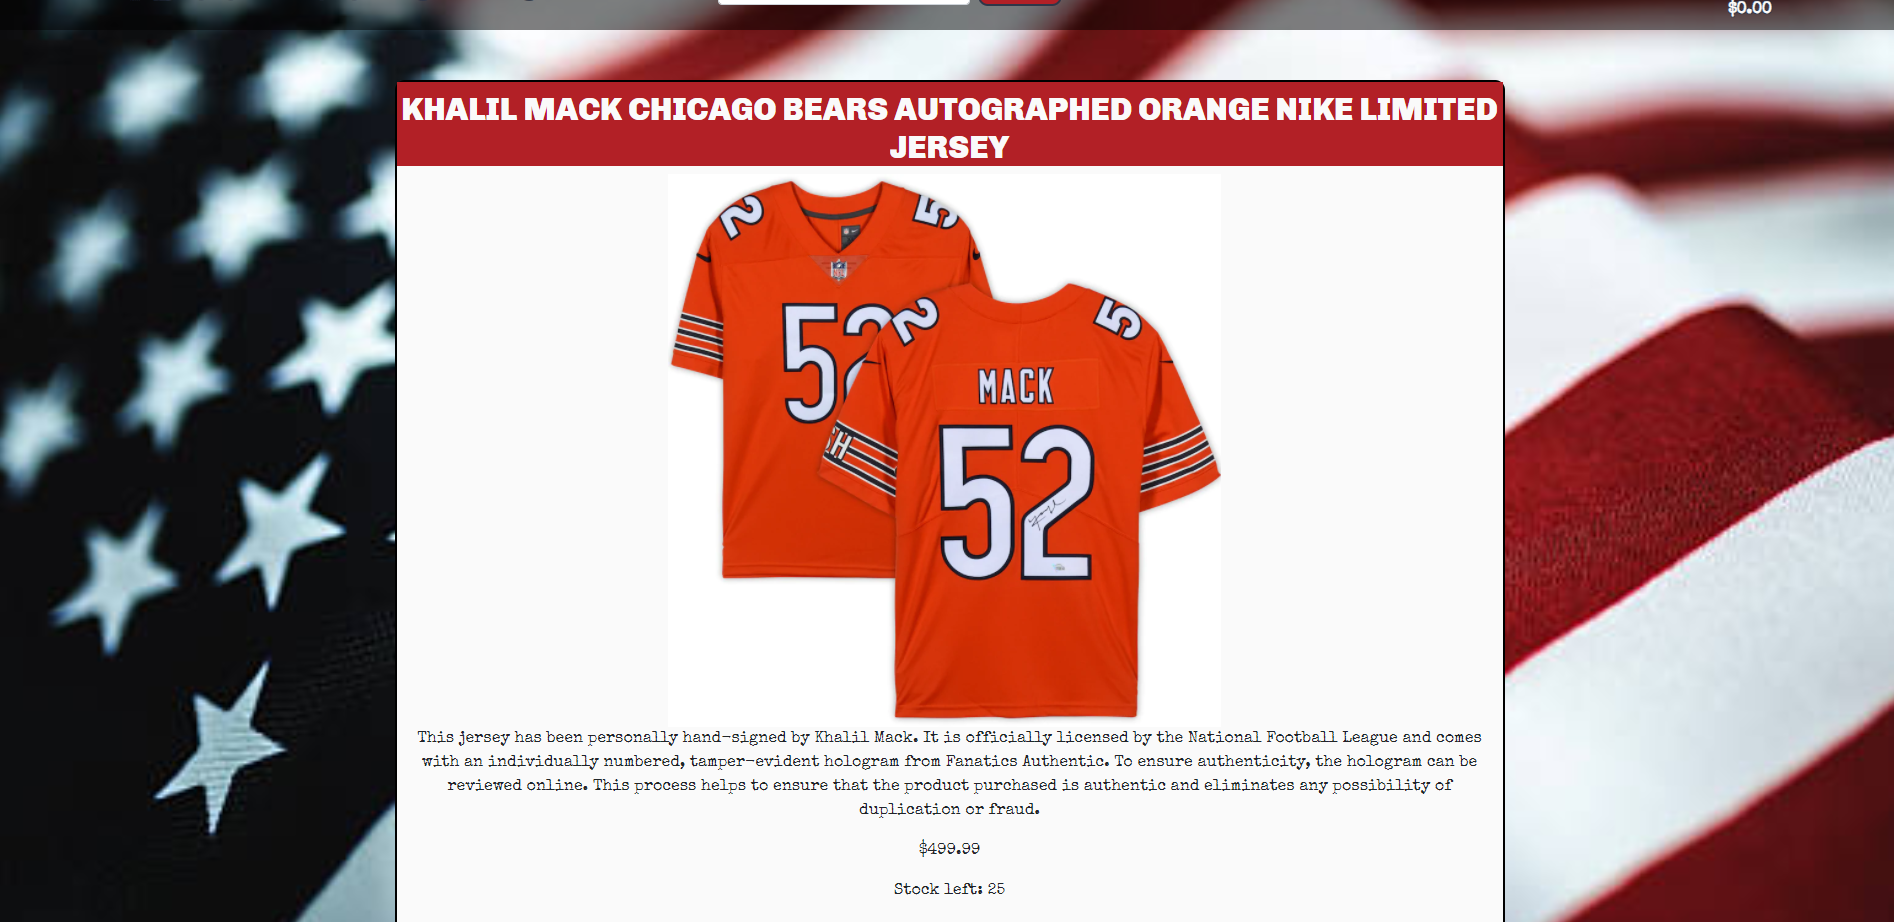 $0.00
KHALIL MACK CHICAGO BEARS AUTOGRAPHED ORANGE NIKE LIMITED
JERSEY
2 5
52
2 5
MACK
52
This jersey has been personally hand-signed by Khalil Mack. It is officially licensed by the National Football League and comes
with an individually numbered, tamper-evident hologram from Fanatics Authentic. To ensure authenticity, the hologram can be
reviewed online. This process helps to ensure that the product purchased is authentic and eliminates any possibility of
duplication or fraud.
$499.99
Stock left: 25